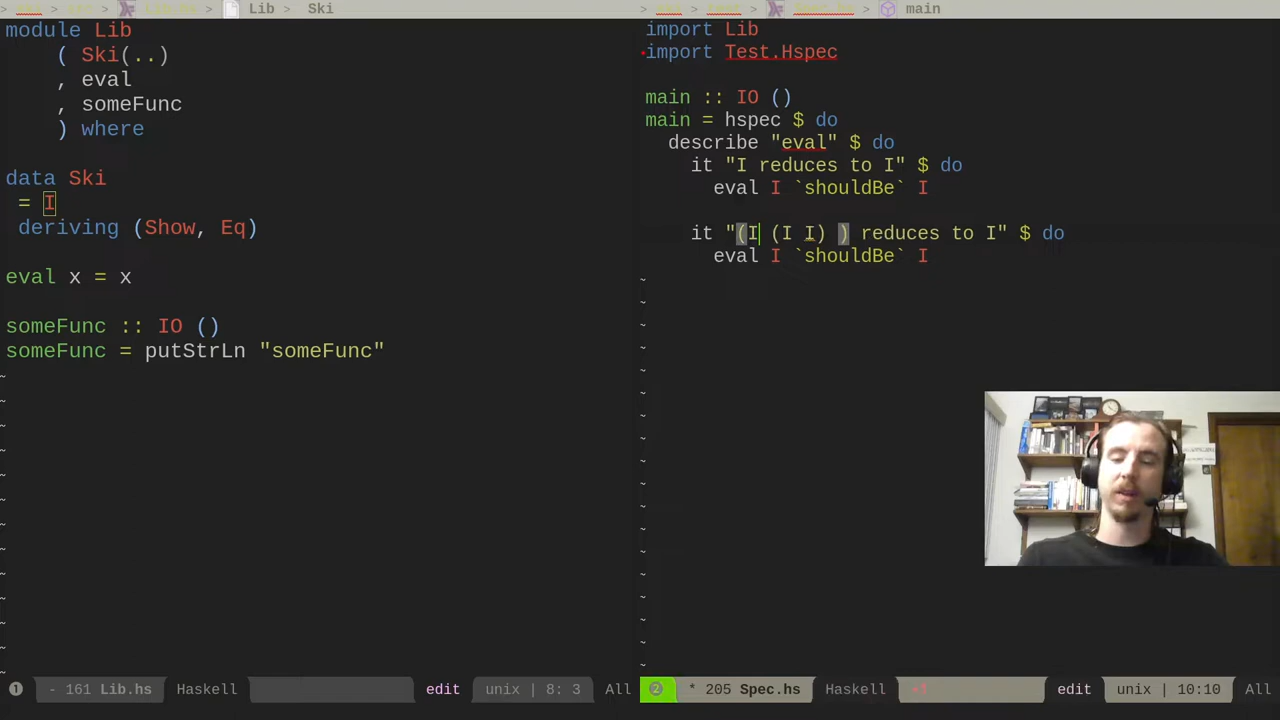 Lib > Ski
main
module Lib
( Ski(..)
, eval
, someFunc
) where
data Ski
= I
deriving (Show, Eq)
eval x = x
someFunc :: IO ()
someFunc = putStrLn "someFunc"
import Lib
import Test.Hspec
main :: IO ()
main = hspec $ do
describe "eval" $ do
it "I reduces to I" $ do
eval I `shouldBe` I
it "(I (I I) ) reduces to I" $ do
eval I `shouldBe` I
1 - 161 Lib.hs Haskell edit unix | 8: 3 All
2 * 205 Spec.hs Haskell edit unix | 10:10 All